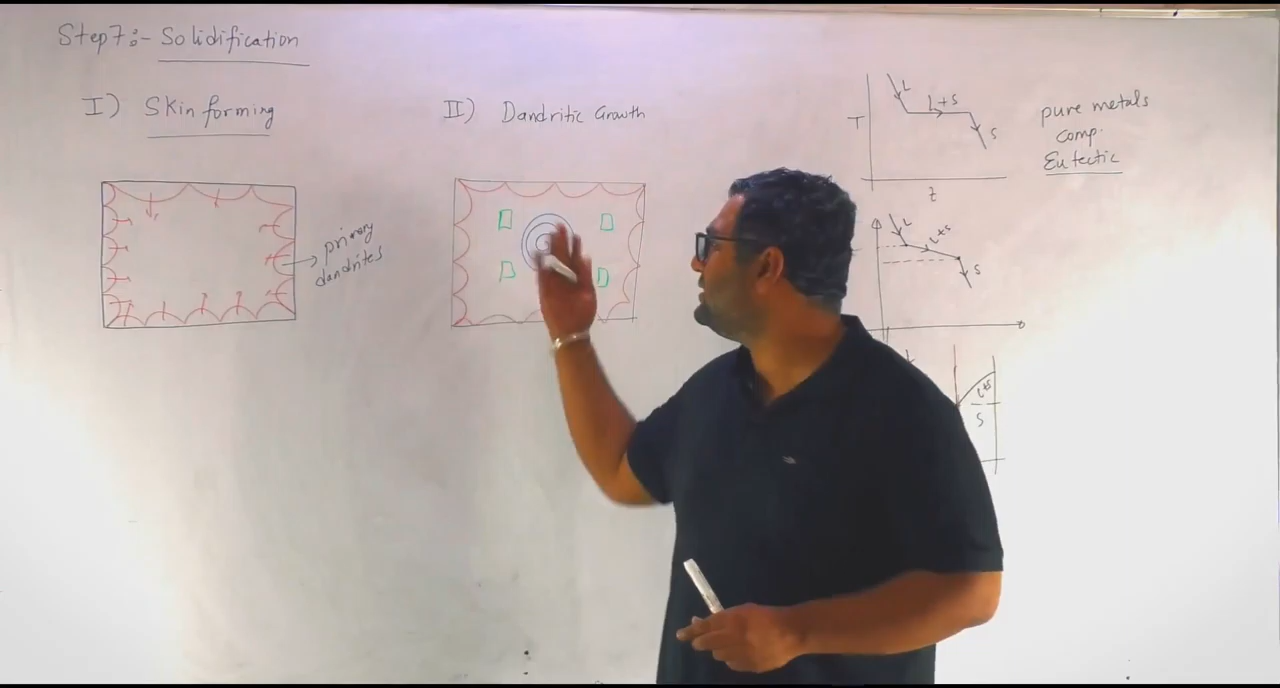 Step7:- Solidification
I) Skin forming
II) Dandritic Growth
primary
dandrites
T
L
L+S
S
t
pure metals
comp.
Eutectic
L
L+S
S
L+S
S